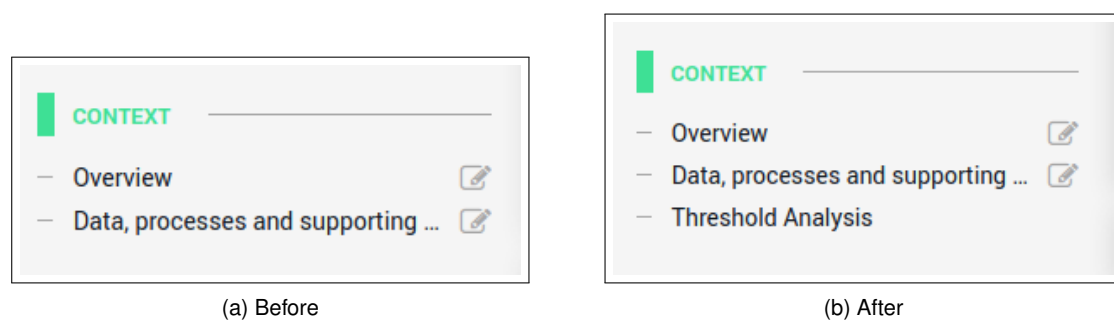 CONTEXT
Overview
Data, processes and supporting ...
(a) Before
CONTEXT
Overview
Data, processes and supporting ...
Threshold Analysis
(b) After